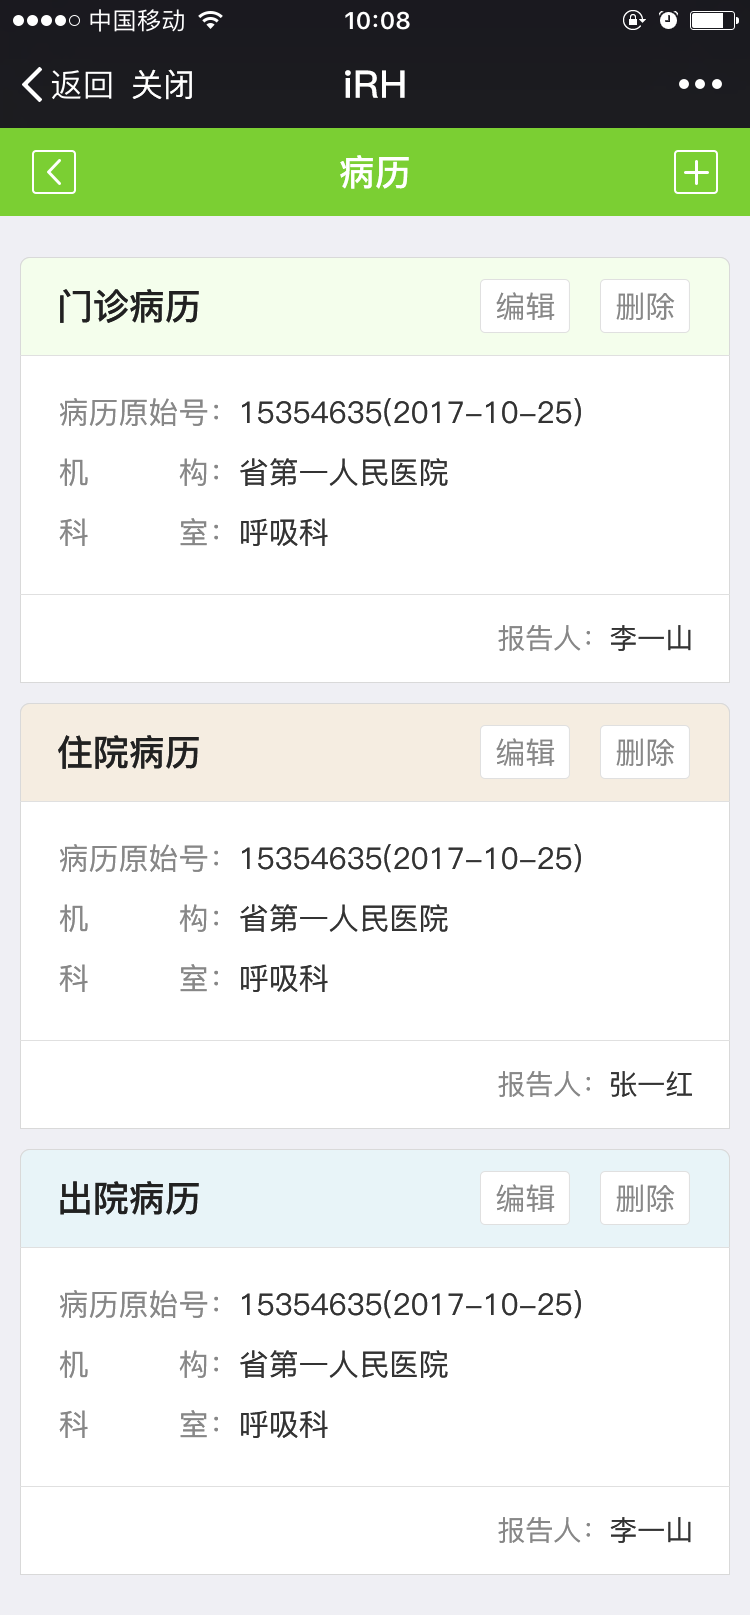 中国移动 10:08
返回 关闭 iRH
病历
门诊病历 编辑 删除
病历原始号： 15354635(2017-10-25)
机 构： 省第一人民医院
科 室： 呼吸科
报告人： 李一山
住院病历 编辑 删除
病历原始号： 15354635(2017-10-25)
机 构： 省第一人民医院
科 室： 呼吸科
报告人： 张一红
出院病历 编辑 删除
病历原始号： 15354635(2017-10-25)
机 构： 省第一人民医院
科 室： 呼吸科
报告人： 李一山